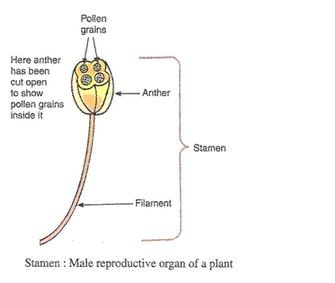 Pollen
grains
Here anther
has been
cut open
to show
pollen grains
inside it
Anther
Stamen
Filament
Stamen : Male reproductive organ of a plant